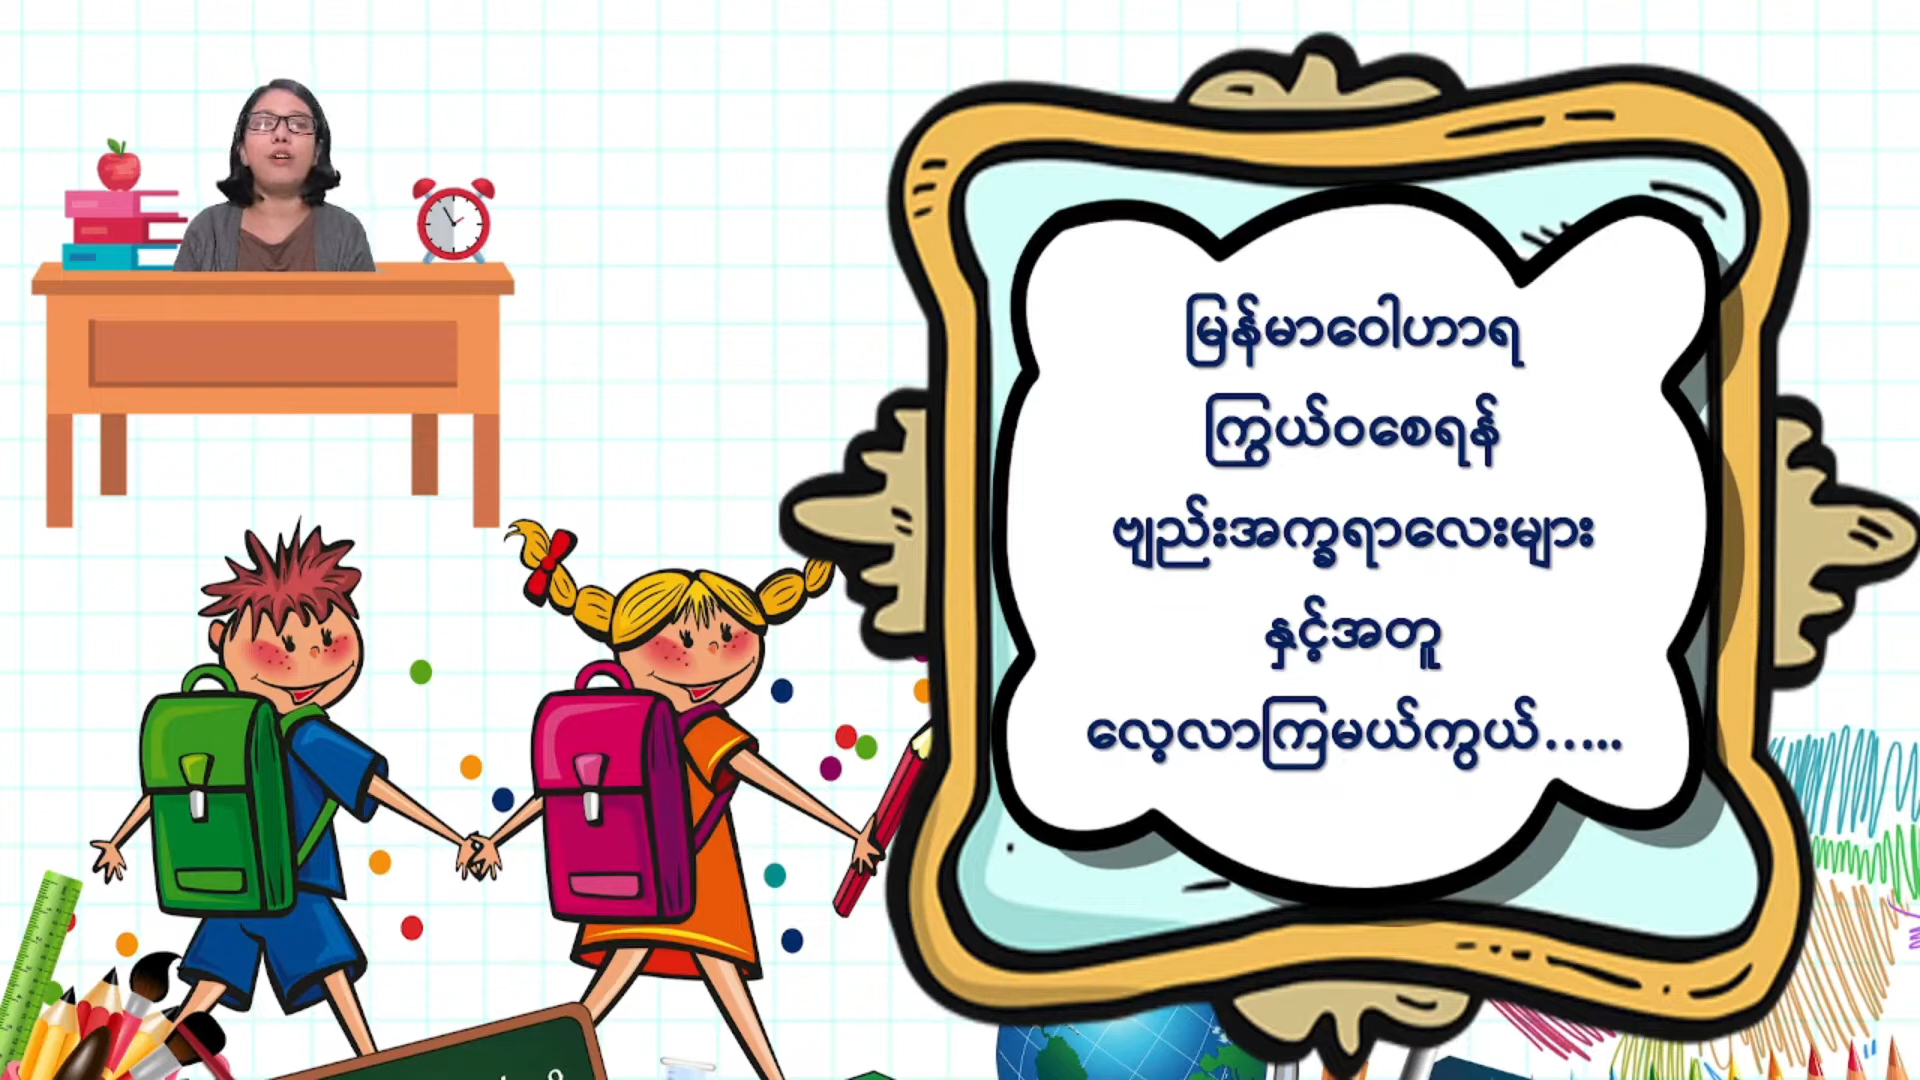 မြန်မာဝေါဟာရ
ကြွယ်ဝစေရန်
ဗျည်းအက္ခရာလေးများ
နှင့်အတူ
လေ့လာကြမယ်ကွယ်.....